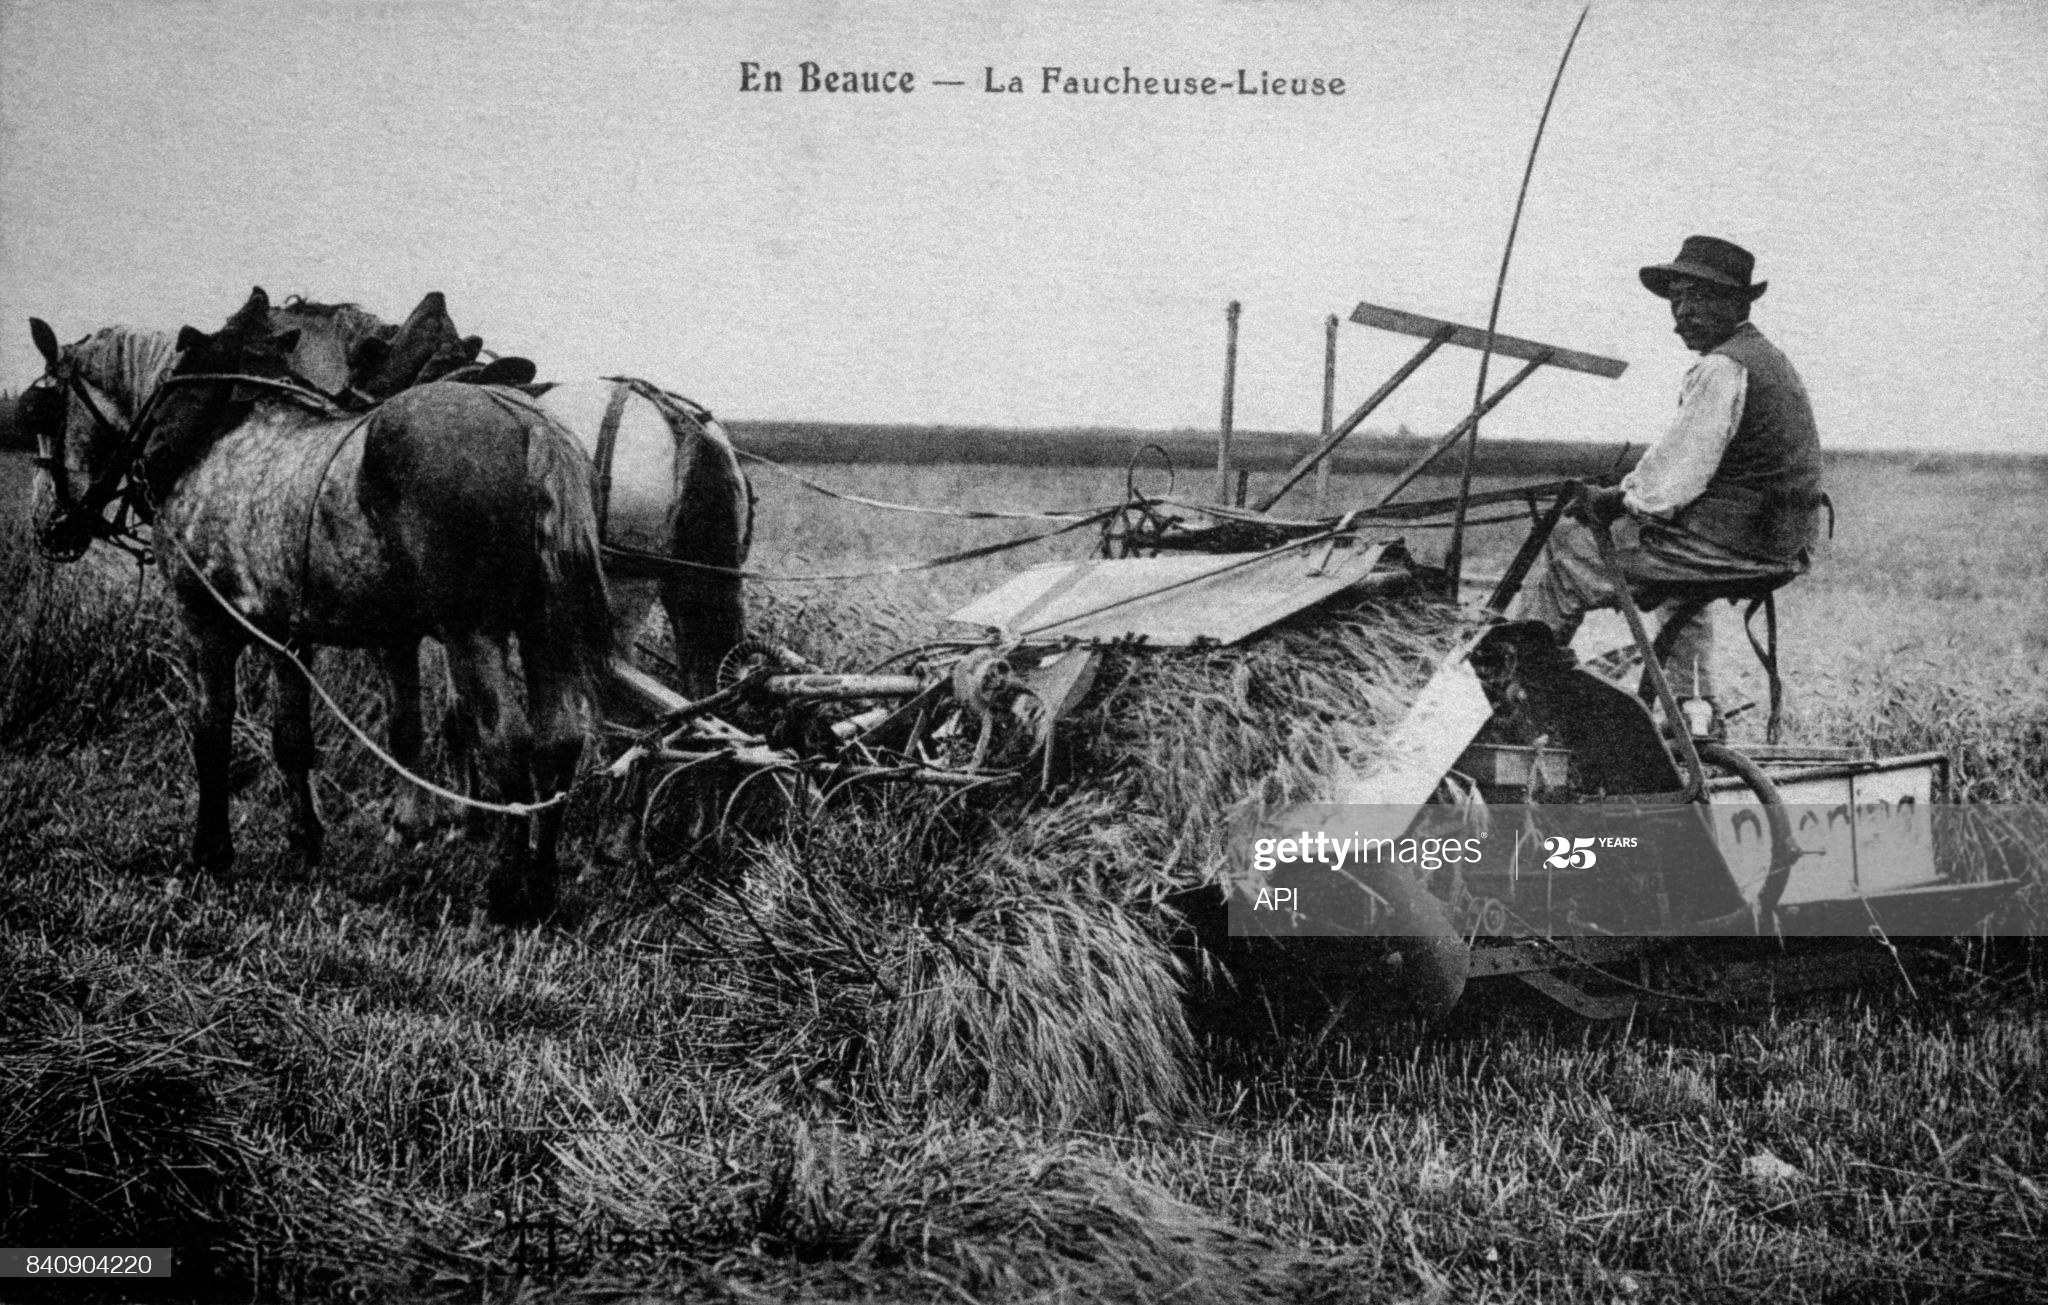 En Beauce — La Faucheuse-Lieuse
gettyimages® | 25 YEARS
API
840904220